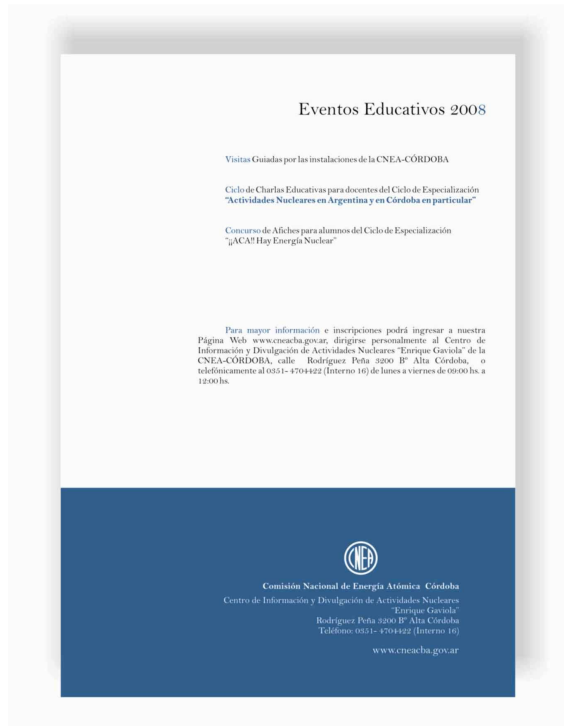 Eventos Educativos 2008
Visitas Guiadas por las instalaciones de la CNEA-CÓRDOBA
Ciclo de Charlas Educativas para docentes del Ciclo de Especialización
“Actividades Nucleares en Argentina y en Córdoba en particular”
Concurso de Afiches para alumnos del Ciclo de Especialización
“¡¡ACA!! Hay Energía Nuclear”
Para mayor información e inscripciones podrá ingresar a nuestra
Página Web www.cneacba.gov.ar, dirigirse personalmente al Centro de
Información y Divulgación de Actividades Nucleares “Enrique Gaviola” de la
CNEA-CÓRDOBA, calle Rodríguez Peña 3200 Bº Alta Córdoba, o
telefónicamente al 0351- 4704422 (Interno 16) de lunes a viernes de 09:00 hs. a
12:00 hs.
CNEA
Comisión Nacional de Energía Atómica Córdoba
Centro de Información y Divulgación de Actividades Nucleares
“Enrique Gaviola”
Rodríguez Peña 3200 Bº Alta Córdoba
Teléfono: 0351- 4704422 (Interno 16)
www.cneacba.gov.ar